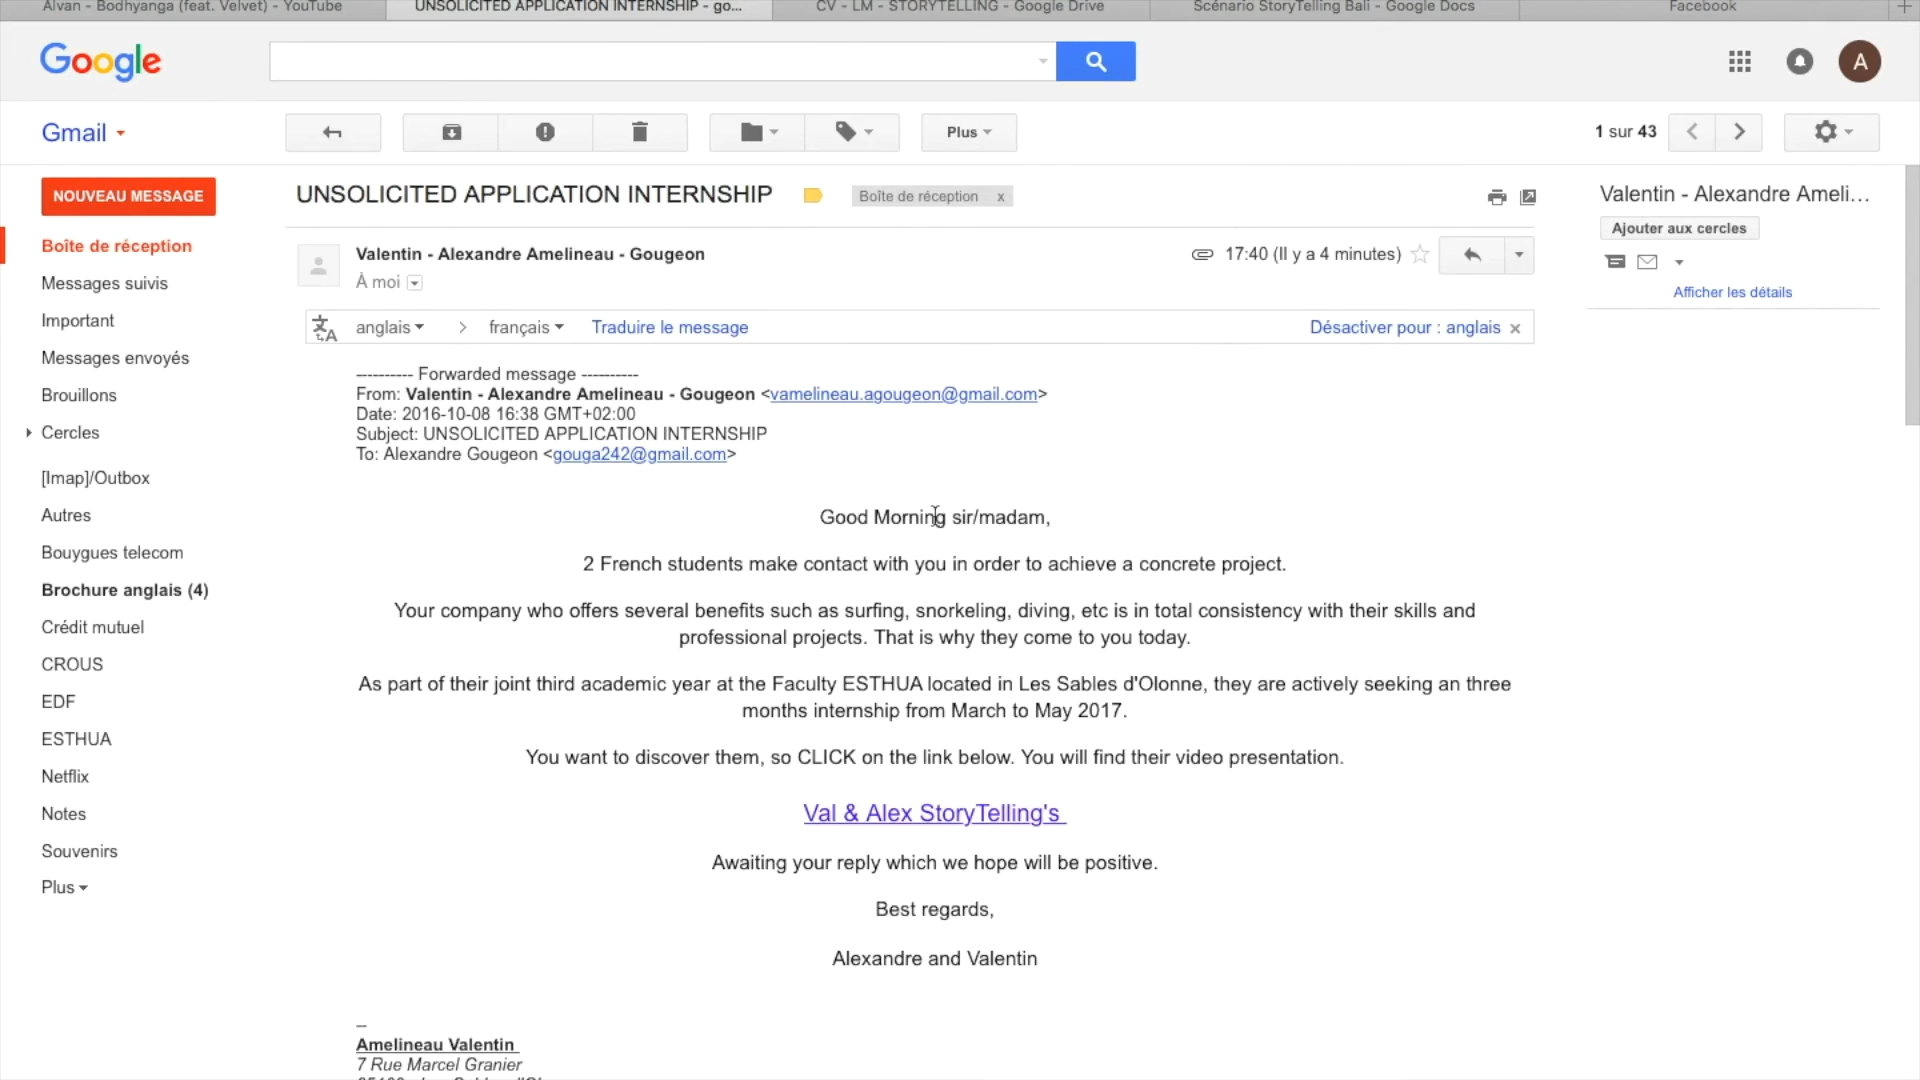 Alvan - Bodhyanga (feat. Velvet) - YouTube
UNSOLICITED APPLICATION INTERNSHIP - go...
CV - LM - STORYTELLING - Google Drive
Scénario StoryTelling Bali - Google Docs
Facebook
Google
A
Gmail
Plus
1 sur 43
NOUVEAU MESSAGE
Boîte de réception
Messages suivis
Important
Messages envoyés
Brouillons
Cercles
[Imap]/Outbox
Autres
Bouygues telecom
Brochure anglais (4)
Crédit mutuel
CROUS
EDF
ESTHUA
Netflix
Notes
Souvenirs
Plus
UNSOLICITED APPLICATION INTERNSHIP
Boîte de réception x
Valentin - Alexandre Amelineau - Gougeon
17:40 (Il y a 4 minutes)
À moi
anglais > français Traduire le message
Désactiver pour : anglais x
---------- Forwarded message ----------
From: Valentin - Alexandre Amelineau - Gougeon <vamelineau.agougeon@gmail.com>
Date: 2016-10-08 16:38 GMT+02:00
Subject: UNSOLICITED APPLICATION INTERNSHIP
To: Alexandre Gougeon <gouga242@gmail.com>
Good Morning sir/madam,
2 French students make contact with you in order to achieve a concrete project.
Your company who offers several benefits such as surfing, snorkeling, diving, etc is in total consistency with their skills and
professional projects. That is why they come to you today.
As part of their joint third academic year at the Faculty ESTHUA located in Les Sables d'Olonne, they are actively seeking an three
months internship from March to May 2017.
You want to discover them, so CLICK on the link below. You will find their video presentation.
Val & Alex StoryTelling's
Awaiting your reply which we hope will be positive.
Best regards,
Alexandre and Valentin
--
Amelineau Valentin
7 Rue Marcel Granier
Valentin - Alexandre Ameli...
Ajouter aux cercles
Afficher les détails